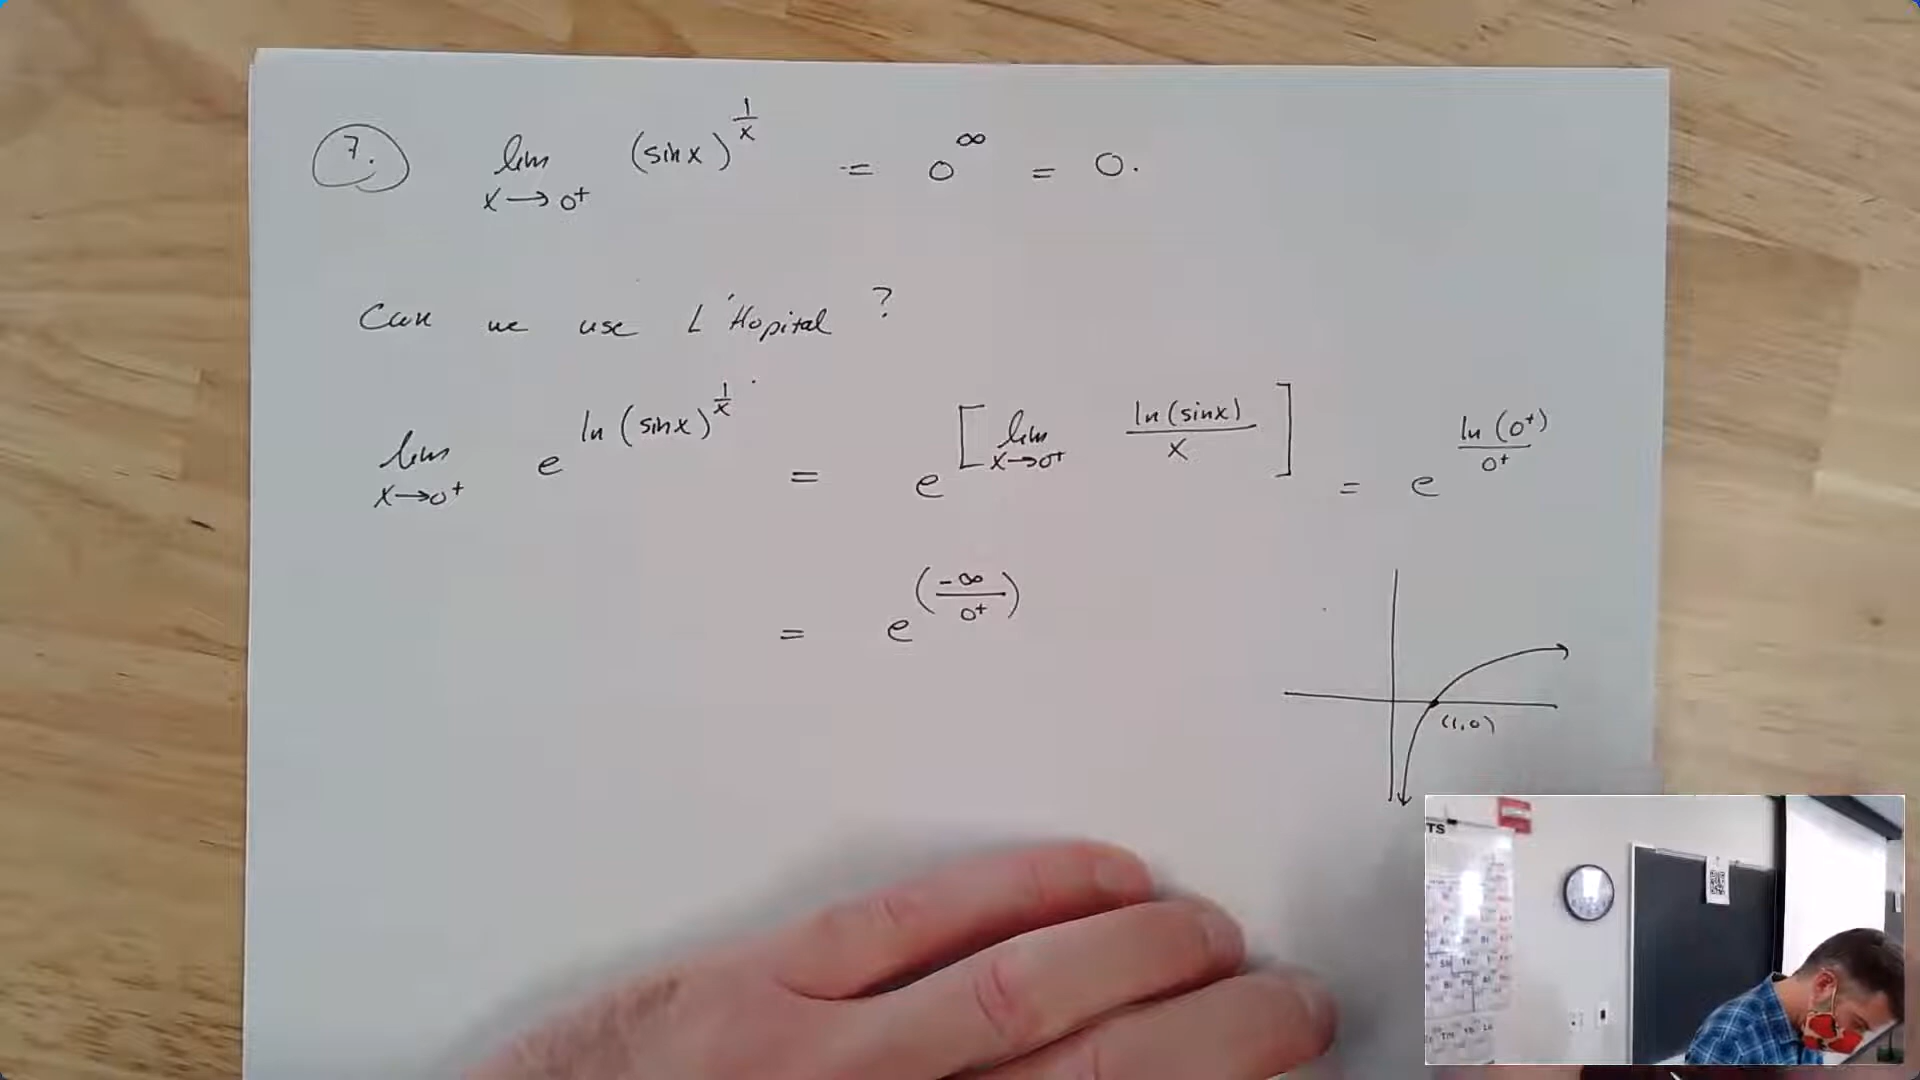 7. lim x→0⁺ (sin x)^(1/x) = 0^∞ = 0.
Can we use L'Hopital ?
lim x→0⁺ e^(ln (sin x)^(1/x)) = e^[lim x→0⁺ ln (sin x)/x] = e^(ln (0⁺)/0⁺)
= e^(-∞/0⁺)
(1,0)
TS